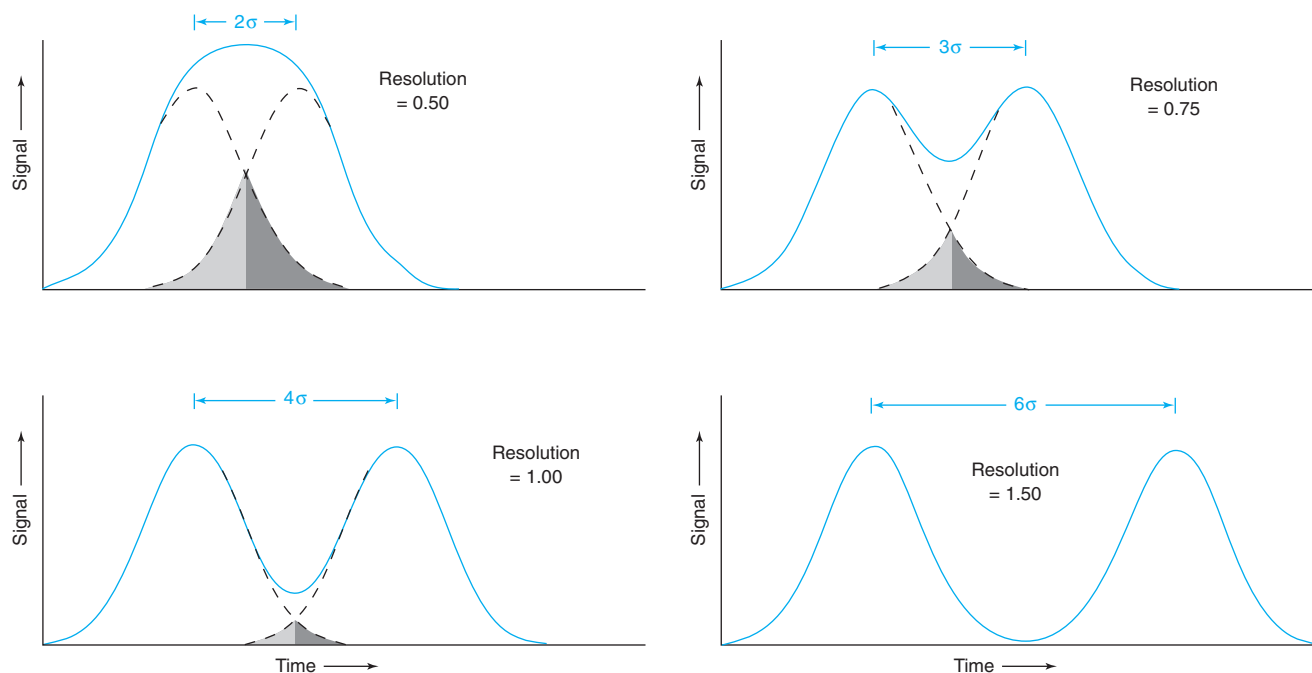 2σ
Resolution
= 0.50
Signal
3σ
Resolution
= 0.75
Signal
4σ
Resolution
= 1.00
Signal
Time
6σ
Resolution
= 1.50
Signal
Time